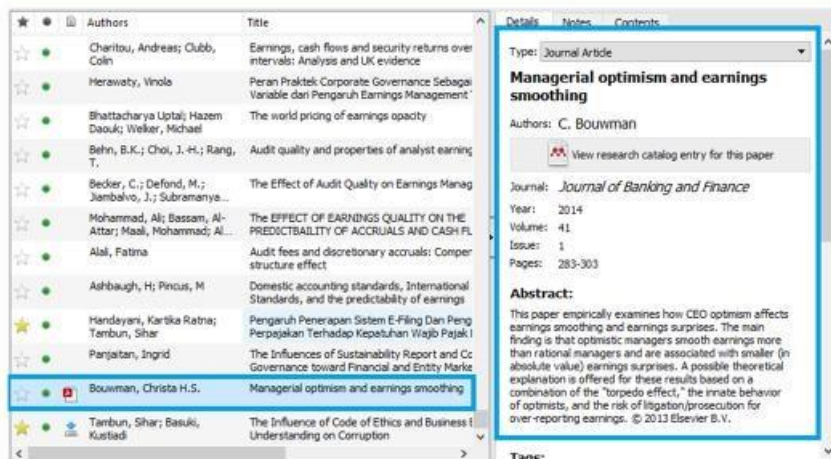 Authors Title
Charitou, Andreas; Clubb, Colin
Earnings, cash flows and security returns over
intervals: Analysis and UK evidence
Herawaty, Vinola
Peran Praktek Corporate Governance Sebagai
Variable dari Pengaruh Earnings Management
Bhattacharya Uptal; Hazem
Daouk; Welker, Michael
The world pricing of earnings opacity
Behn, B.K.; Choi, J. -H.; Rang,
T.
Audit quality and properties of analyst earning
Becker, C.; Defond, M.;
Jiambalvo, J.; Subramanya...
The Effect of Audit Quality on Earnings Manag
Mohammad, Ali; Bassam, Al-
Attar; Maali, Mohammad; Al...
The EFFECT OF EARNINGS QUALITY ON THE
PREDICTBAILITY OF ACCRUALS AND CASH FL
Alali, Fatima
Audit fees and discretionary accruals: Compen
structure effect
Ashbaugh, H; Pincus, M
Domestic accounting standards, International
Standards, and the predictability of earnings
Handayani, Kartika Ratna;
Tambun, Sihar
Pengaruh Penerapan Sistem E-Filing Dan Peng
Perpajakan Terhadap Kepatuhan Wajib Pajak
Panjaitan, Ingrid
The Influences of Sustainability Report and Co
Governance toward Financial and Entity Marke
Bouwman, Christa H.S.
Managerial optimism and earnings smoothing
Tambun, Sihar; Basuki,
Kustiadi
The Influence of Code of Ethics and Business E
Understanding on Corruption
Details Notes Contents
Type: Journal Article
Managerial optimism and earnings
smoothing
Authors: C. Bouwman
View research catalog entry for this paper
Journal: Journal of Banking and Finance
Year: 2014
Volume: 41
Issue: 1
Pages: 283-303
Abstract:
This paper empirically examines how CEO optimism affects
earnings smoothing and earnings surprises. The main
finding is that optimistic managers smooth earnings more
than rational managers and are associated with smaller (in
absolute value) earnings surprises. A possible theoretical
explanation is offered for these results based on a
combination of the "torpedo effect," the innate behavior
of optimists, and the risk of litigation/prosecution for
over-reporting earnings. © 2013 Elsevier B.V.
Tags: